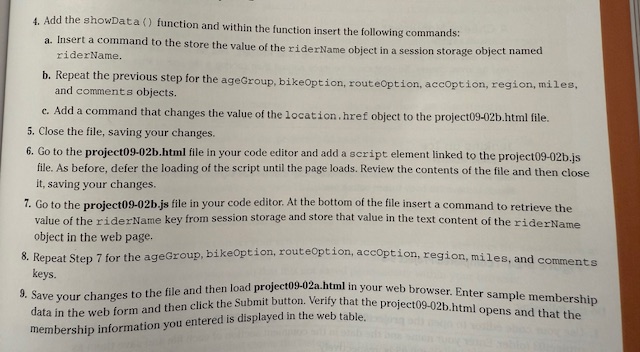 4. Add the showData() function and within the function insert the following commands:
a. Insert a command to the store the value of the riderName object in a session storage object named
riderName.
b. Repeat the previous step for the ageGroup, bikeOption, routeOption, accOption, region, miles,
and comments objects.
c. Add a command that changes the value of the location.href object to the project09-02b.html file.
5. Close the file, saving your changes.
6. Go to the project09-02b.html file in your code editor and add a script element linked to the project09-02b.js
file. As before, defer the loading of the script until the page loads. Review the contents of the file and then close
it, saving your changes.
7. Go to the project09-02b.js file in your code editor. At the bottom of the file insert a command to retrieve the
value of the riderName key from session storage and store that value in the text content of the riderName
object in the web page.
8. Repeat Step 7 for the ageGroup, bikeOption, routeOption, accOption, region, miles, and comments
keys.
9. Save your changes to the file and then load project09-02a.html in your web browser. Enter sample membership
data in the web form and then click the Submit button. Verify that the project09-02b.html opens and that the
membership information you entered is displayed in the web table.